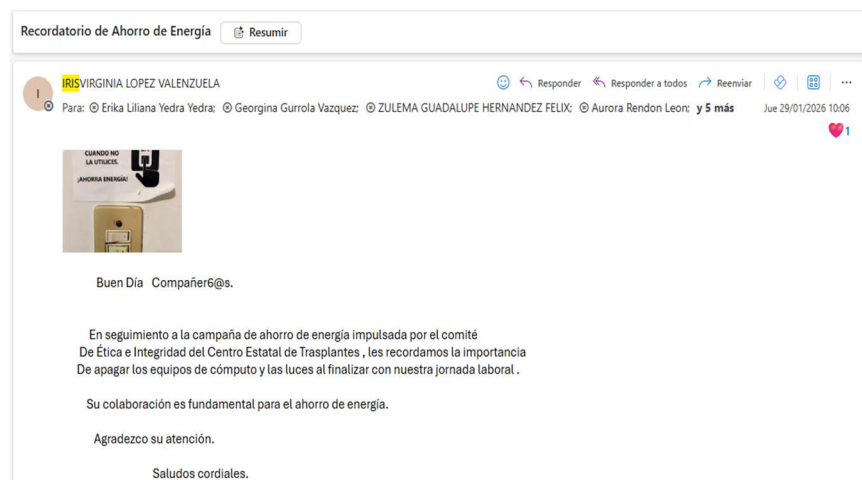 Recordatorio de Ahorro de Energía Resumir
I IRISVIRGINIA LOPEZ VALENZUELA Responder Responder a todos Reenviar ...
Para: Erika Liliana Yedra Yedra; Georgina Gurrola Vazquez; ZULEMA GUADALUPE HERNANDEZ FELIX; Aurora Rendon Leon; y 5 más Jue 29/01/2026 10:06
1
CUANDO NO
LA UTILICES.
¡AHORRA ENERGÍA!
Buen Día Compañer6@s.
En seguimiento a la campaña de ahorro de energía impulsada por el comité
De Ética e Integridad del Centro Estatal de Trasplantes , les recordamos la importancia
De apagar los equipos de cómputo y las luces al finalizar con nuestra jornada laboral .
Su colaboración es fundamental para el ahorro de energía.
Agradezco su atención.
Saludos cordiales.